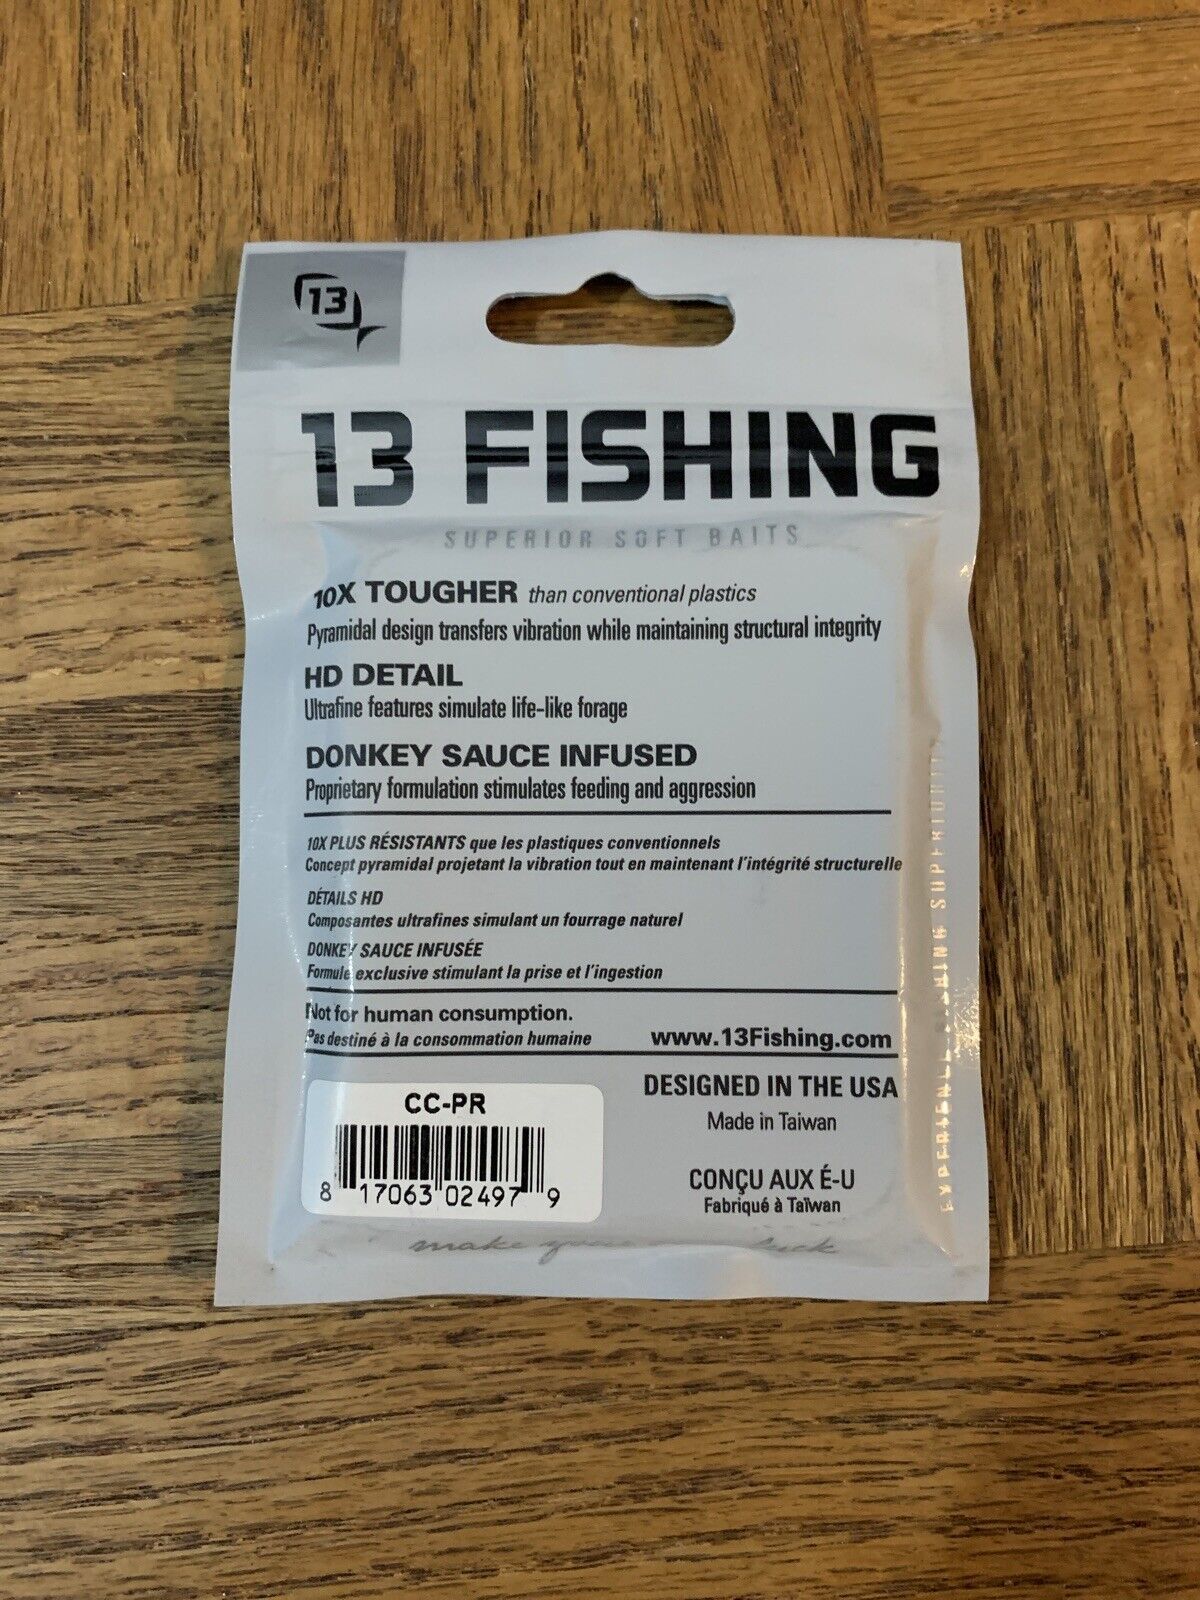 13
13 FISHING
SUPERIOR SOFT BAITS
10X TOUGHER than conventional plastics
Pyramidal design transfers vibration while maintaining structural integrity
HD DETAIL
Ultrafine features simulate life-like forage
DONKEY SAUCE INFUSED
Proprietary formulation stimulates feeding and aggression
10X PLUS RÉSISTANTS que les plastiques conventionnels
Concept pyramidal projetant la vibration tout en maintenant l'intégrité structurelle
DÉTAILS HD
Composantes ultrafines simulant un fourrage naturel
DONKEY SAUCE INFUSÉE
Formule exclusive stimulant la prise et l'ingestion
Not for human consumption.
Pas destiné à la consommation humaine
www.13Fishing.com
CC-PR
8 17063 02497 9
DESIGNED IN THE USA
Made in Taiwan
CONÇU AUX É-U
Fabriqué à Taïwan
make luck
EXPERIENCE FISHING SUPERIORITY